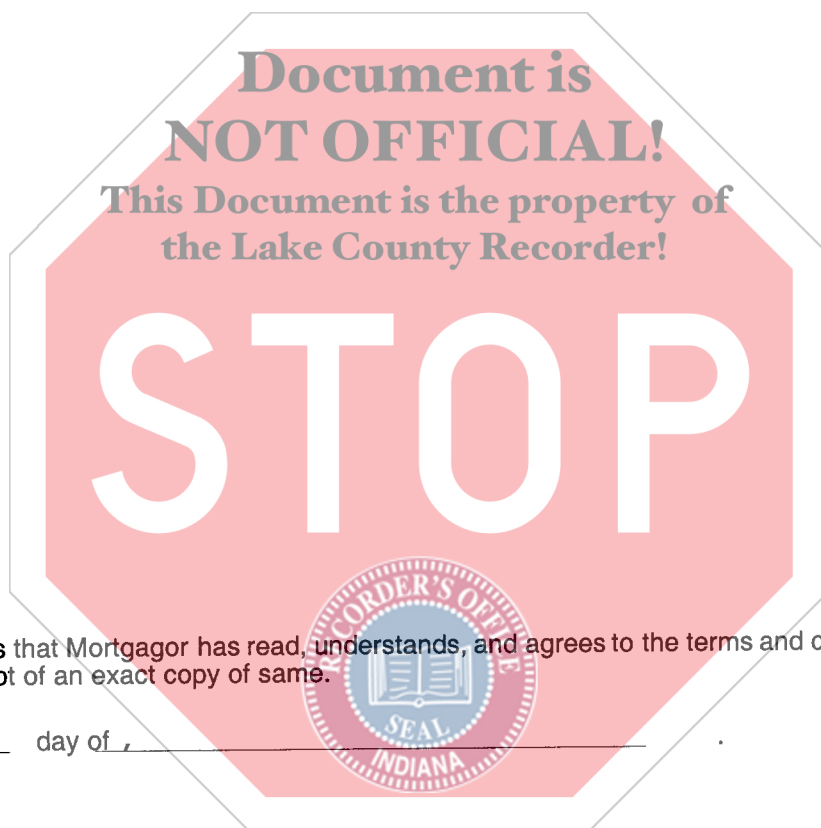 Document is
NOT OFFICIAL!
This Document is the property of
the Lake County Recorder!
STOP
RECORDER'S OFFICE
s that Mortgagor has read, understands, and agrees to the terms and
of an exact copy of same.
SEAL
day of ,
INDIANA